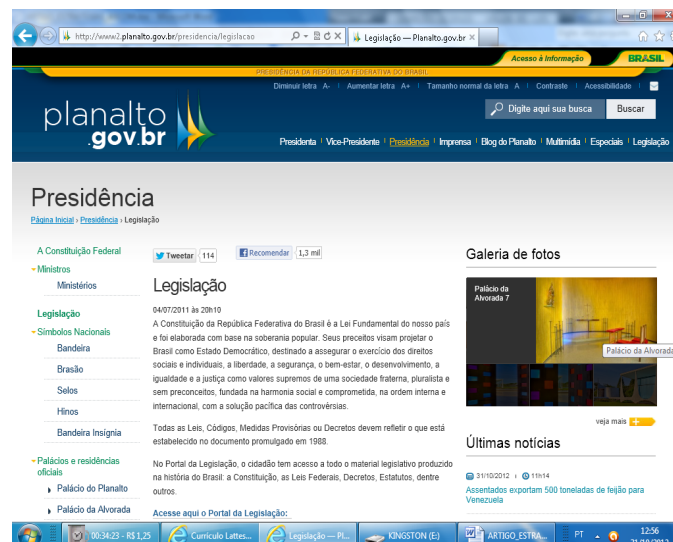 http://www2.planalto.gov.br/presidencia/legislacao
Legislação — Planalto.gov.br
Acesso à Informação
BRASIL
PRESIDÊNCIA DA REPÚBLICA FEDERATIVA DO BRASIL
Diminuir letra A- | Aumentar letra A+ | Tamanho normal da letra A | Contraste | Acessibilidade
planalto
.gov.br
Digite aqui sua busca
Buscar
Presidenta Vice-Presidente Presidência Imprensa Blog do Planalto Multimídia Especiais Legislação
Presidência
Página Inicial › Presidência › Legislação
A Constituição Federal
Ministros
Ministérios
Legislação
Símbolos Nacionais
Bandeira
Brasão
Selos
Hinos
Bandeira Insígnia
Palácios e residências
oficiais
Palácio do Planalto
Palácio da Alvorada
Tweetar 114
Recomendar 1,3 mil
Legislação
04/07/2011 às 20h10
A Constituição da República Federativa do Brasil é a Lei Fundamental do nosso país
e foi elaborada com base na soberania popular. Seus preceitos visam projetar o
Brasil como Estado Democrático, destinado a assegurar o exercício dos direitos
sociais e individuais, a liberdade, a segurança, o bem-estar, o desenvolvimento, a
igualdade e a justiça como valores supremos de uma sociedade fraterna, pluralista e
sem preconceitos, fundada na harmonia social e comprometida, na ordem interna e
internacional, com a solução pacífica das controvérsias.
Todas as Leis, Códigos, Medidas Provisórias ou Decretos devem refletir o que está
estabelecido no documento promulgado em 1988.
No Portal da Legislação, o cidadão tem acesso a todo o material legislativo produzido
na história do Brasil: a Constituição, as Leis Federais, Decretos, Estatutos, dentre
outros.
Acesse aqui o Portal da Legislação:
Galeria de fotos
Palácio da
Alvorada 7
Palácio da Alvorada
veja mais
Últimas notícias
31/10/2012 | 11h14
Assentados exportam 500 toneladas de feijão para
Venezuela
00:34:23 - R$ 1,25
Currículo Lattes...
Legislação — Pl...
KINGSTON (E:)
ARTIGO_ESTRA...
PT
12:56